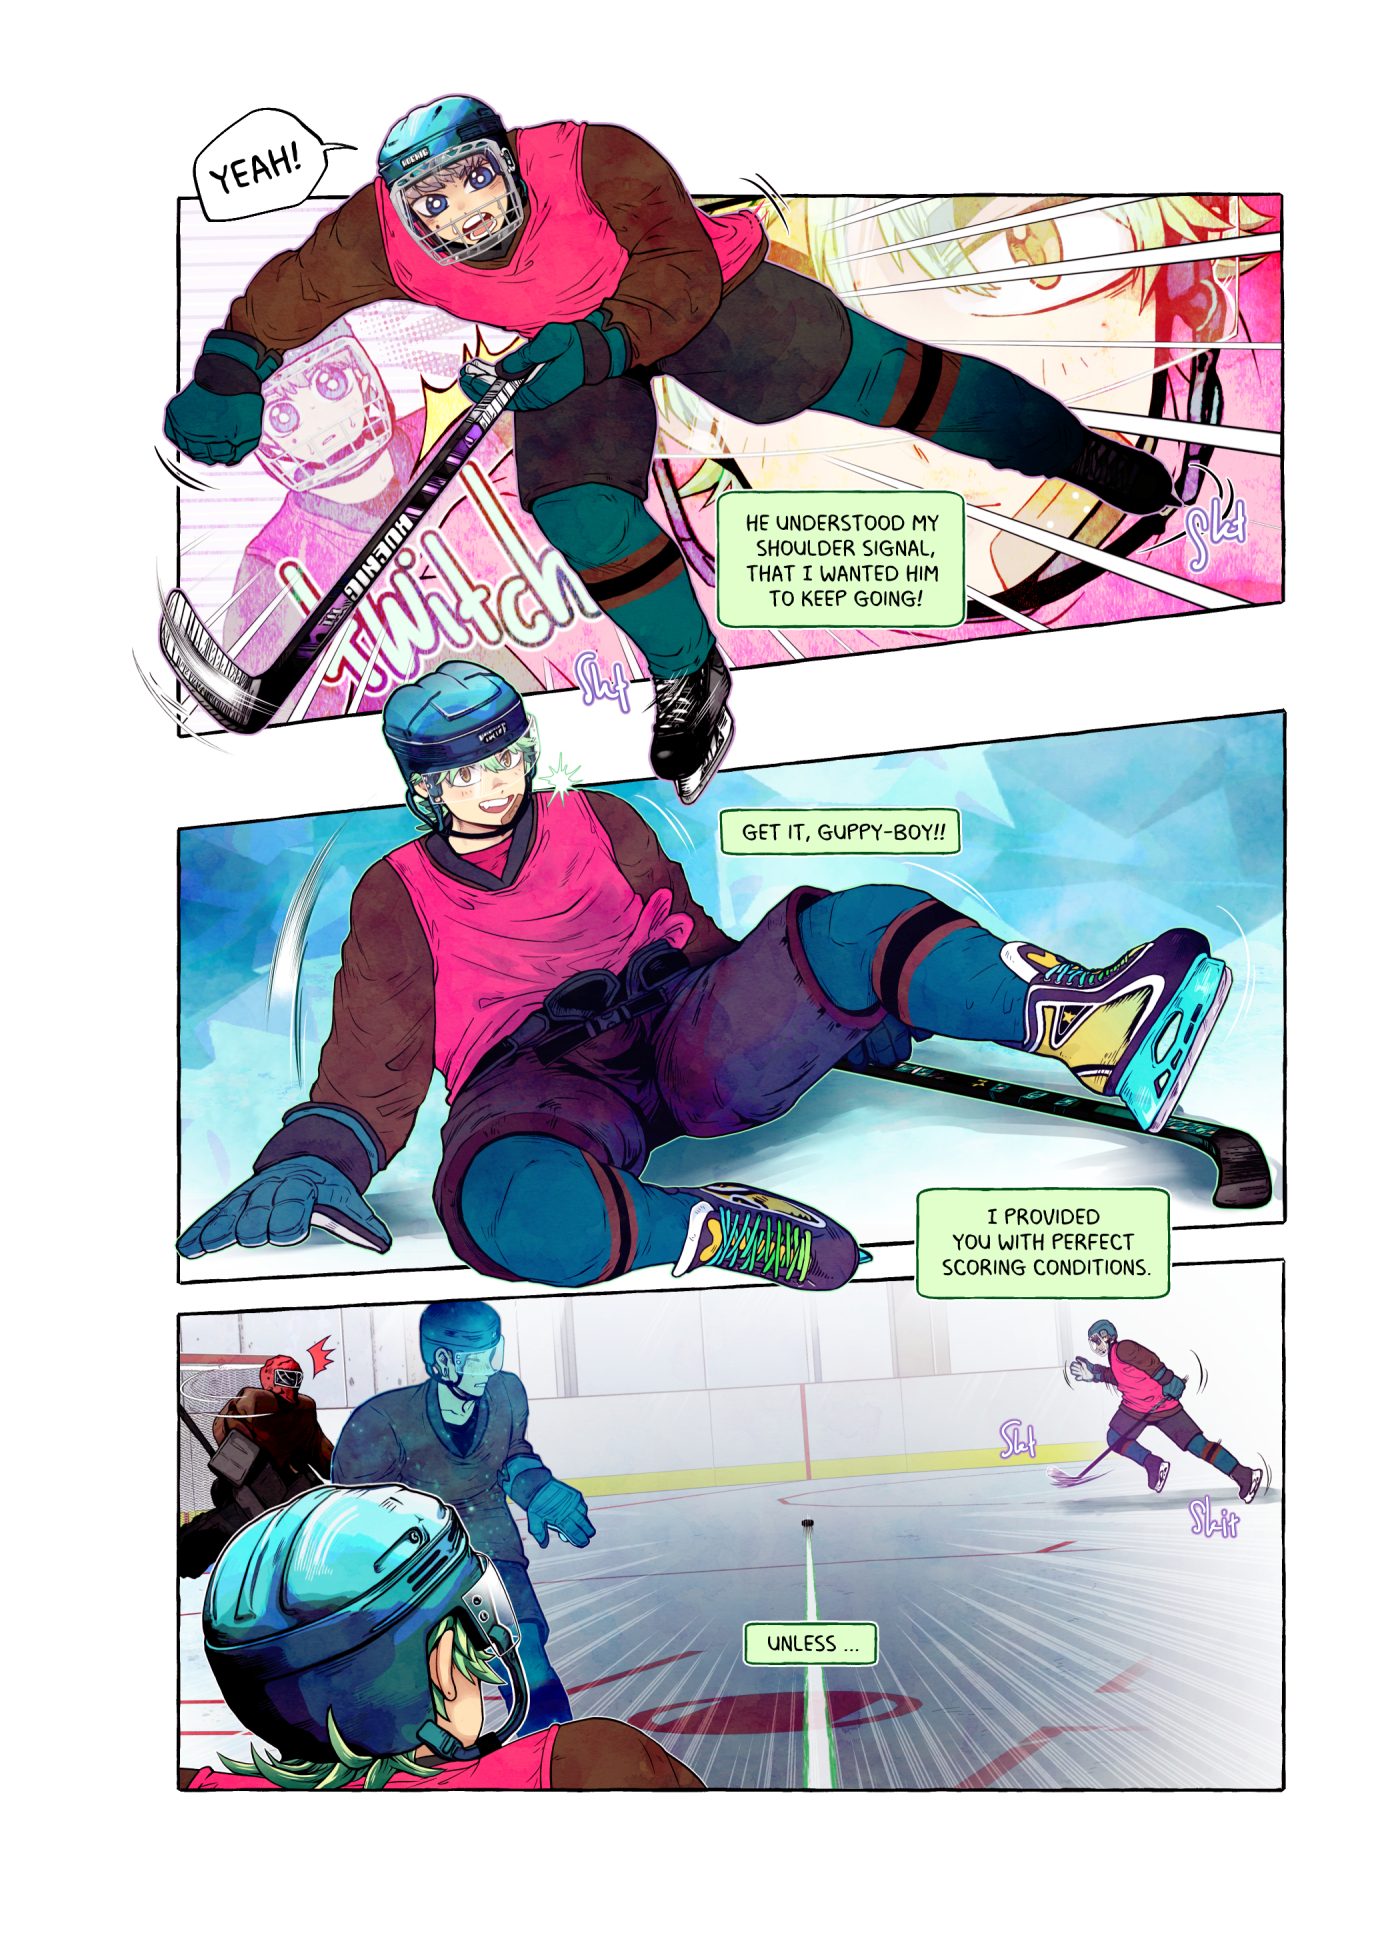 YEAH!
twitch
HE UNDERSTOOD MY
SHOULDER SIGNAL,
THAT I WANTED HIM
TO KEEP GOING!
Skt
Skt
GET IT, GUPPY-BOY!!
I PROVIDED
YOU WITH PERFECT
SCORING CONDITIONS.
Skt
Skit
UNLESS ...